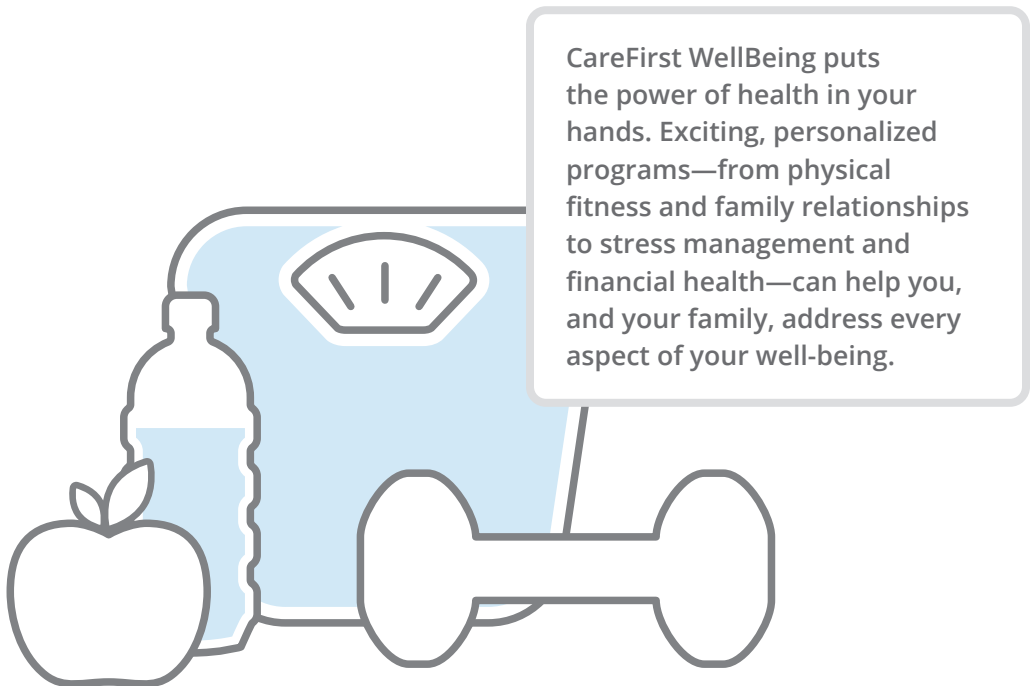 CareFirst WellBeing puts
the power of health in your
hands. Exciting, personalized
programs—from physical
fitness and family relationships
to stress management and
financial health—can help you,
and your family, address every
aspect of your well-being.